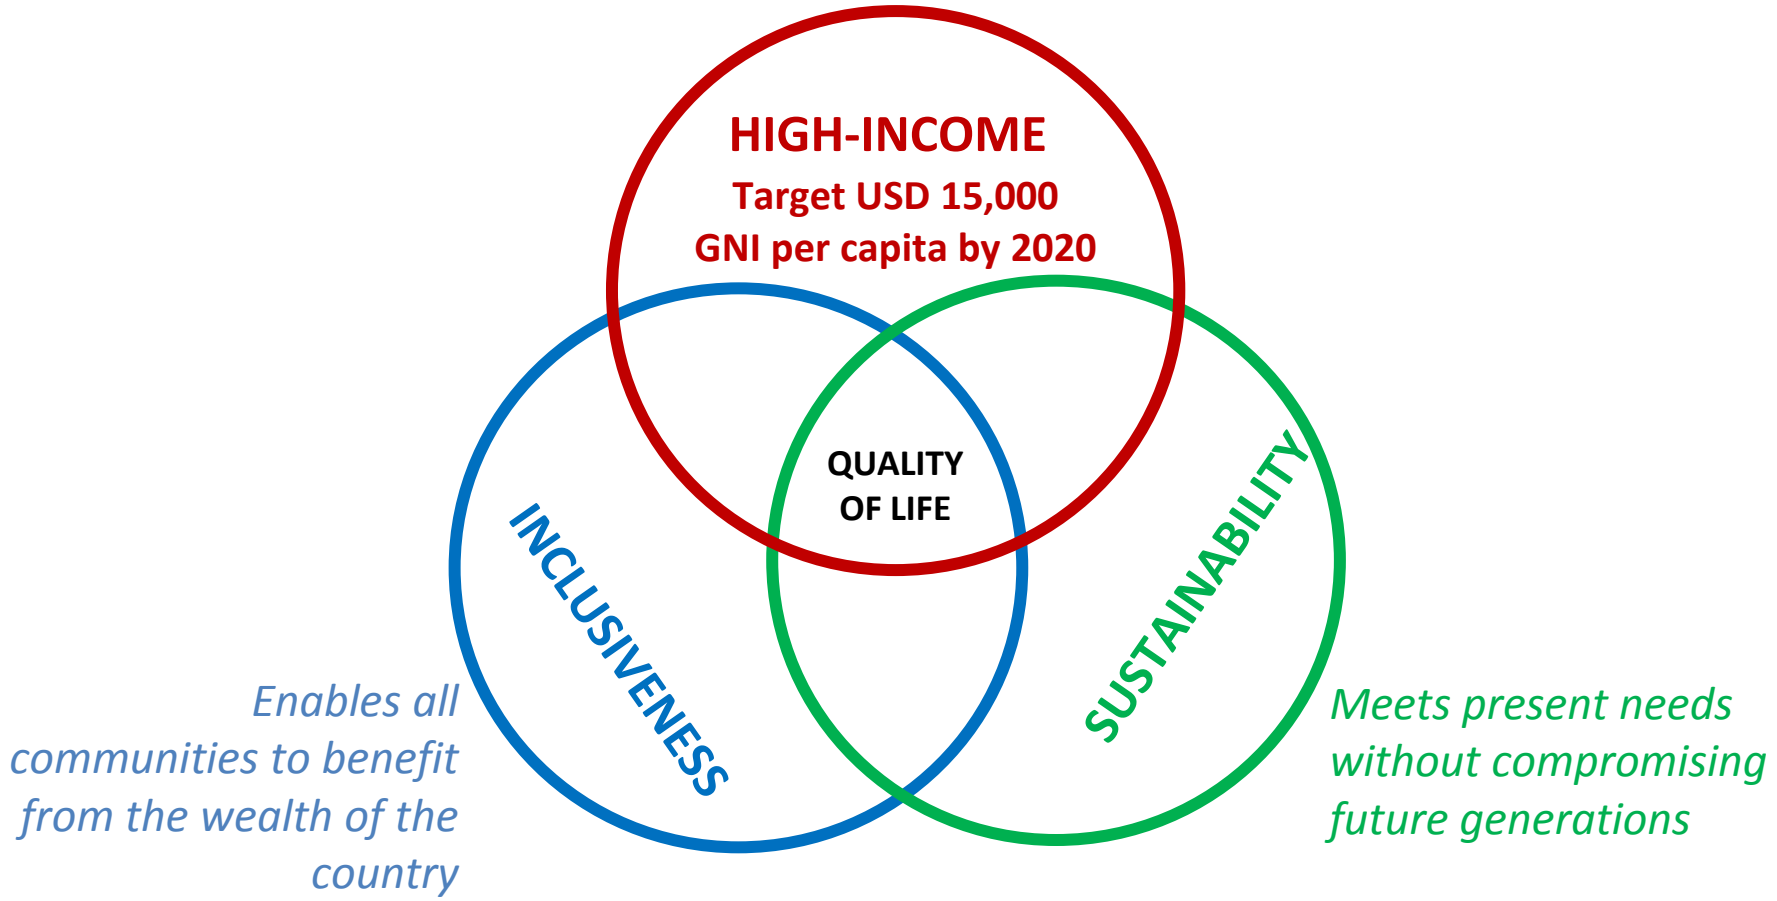 HIGH-INCOME
Target USD 15,000
GNI per capita by 2020
QUALITY
OF LIFE
INCLUSIVENESS
SUSTAINABILITY
Enables all
communities to benefit
from the wealth of the
country
Meets present needs
without compromising
future generations